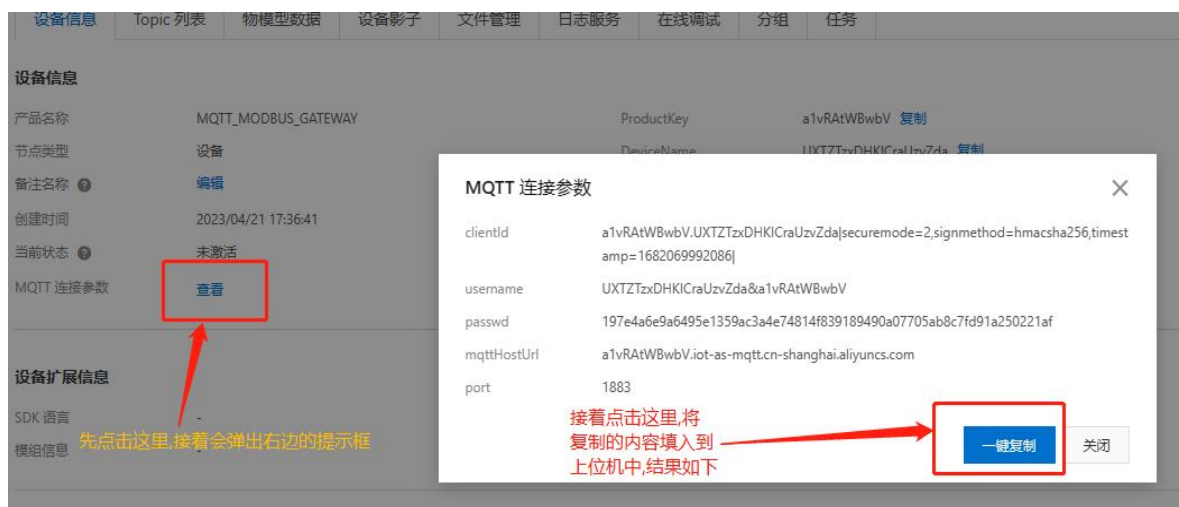 设备信息 Topic 列表 物模型数据 设备影子 文件管理 日志服务 在线调试 分组 任务
设备信息
产品名称 MQTT_MODBUS_GATEWAY ProductKey a1vRAtWBwbV 复制
节点类型 设备 DeviceName UXTZTzxDHKICraUzvZda 复制
备注名称 编辑
创建时间 2023/04/21 17:36:41
当前状态 未激活
MQTT 连接参数 查看
设备扩展信息
SDK 语言 -
模组信息 -
先点击这里,接着会弹出右边的提示框
MQTT 连接参数
clientId a1vRAtWBwbV.UXTZTzxDHKICraUzvZda|securemode=2,signmethod=hmacsha256,timest
amp=1682069992086|
username UXTZTzxDHKICraUzvZda&a1vRAtWBwbV
passwd 197e4a6e9a6495e1359ac3a4e74814f839189490a07705ab8c7fd91a250221af
mqttHostUrl a1vRAtWBwbV.iot-as-mqtt.cn-shanghai.aliyuncs.com
port 1883
接着点击这里,将
复制的内容填入到
上位机中,结果如下
一键复制 关闭